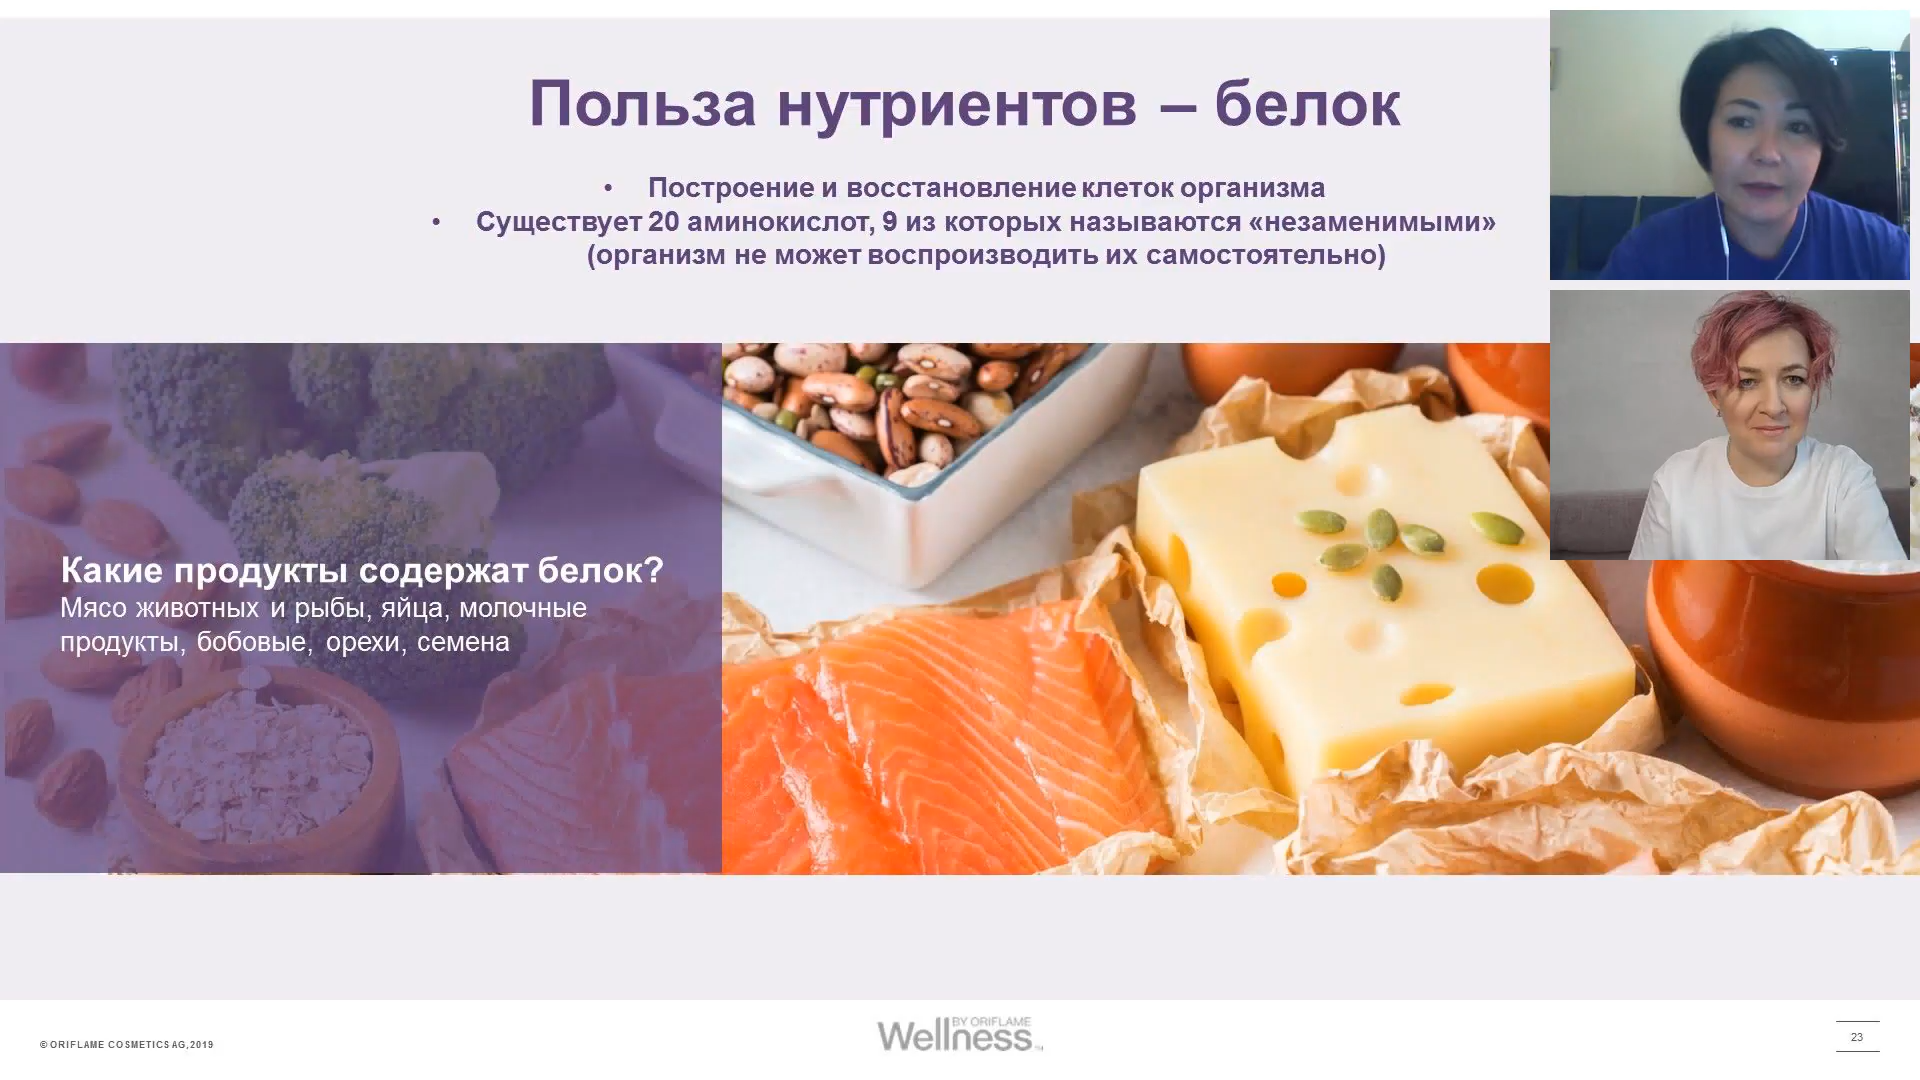 Польза нутриентов – белок
• Построение и восстановление клеток организма
• Существует 20 аминокислот, 9 из которых называются «незаменимыми»
(организм не может воспроизводить их самостоятельно)
Какие продукты содержат белок?
Мясо животных и рыбы, яйца, молочные
продукты, бобовые, орехи, семена
© ORIFLAME COSMETICS AG, 2019
BY ORIFLAME
Wellness
23